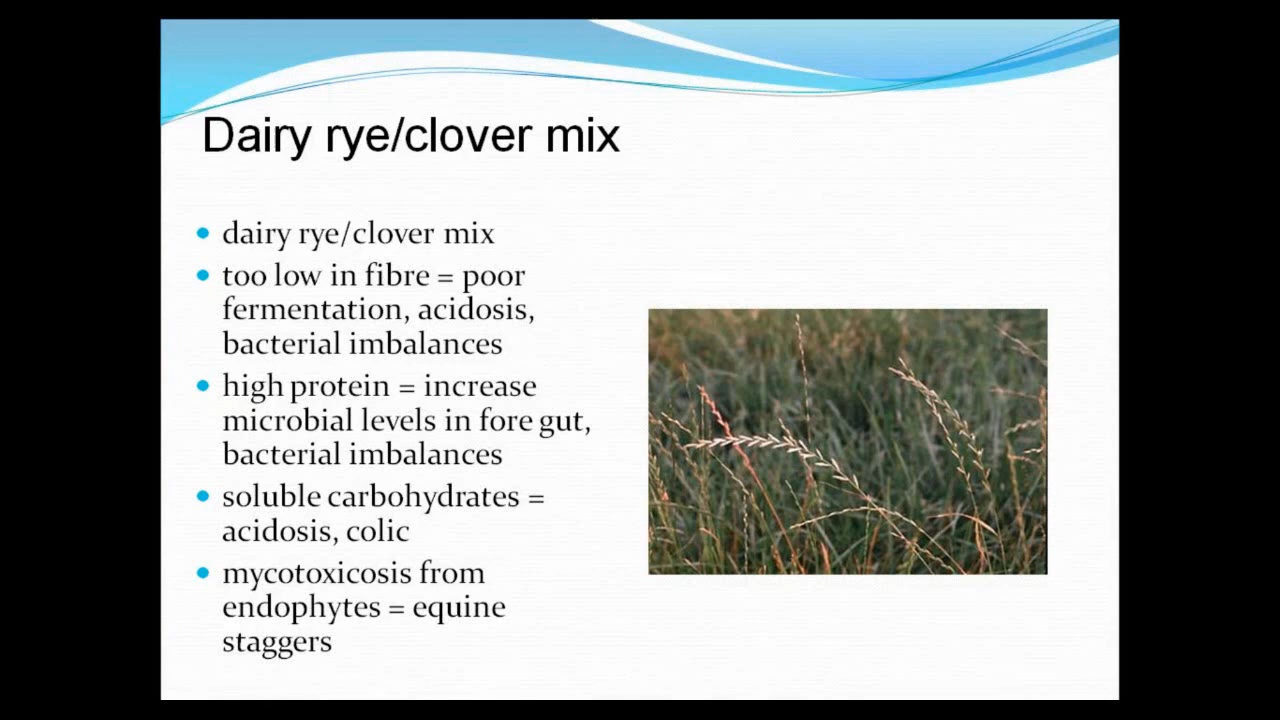 Dairy rye/clover mix
dairy rye/clover mix
too low in fibre = poor
fermentation, acidosis,
bacterial imbalances
high protein = increase
microbial levels in fore gut,
bacterial imbalances
soluble carbohydrates =
acidosis, colic
mycotoxicosis from
endophytes = equine
staggers